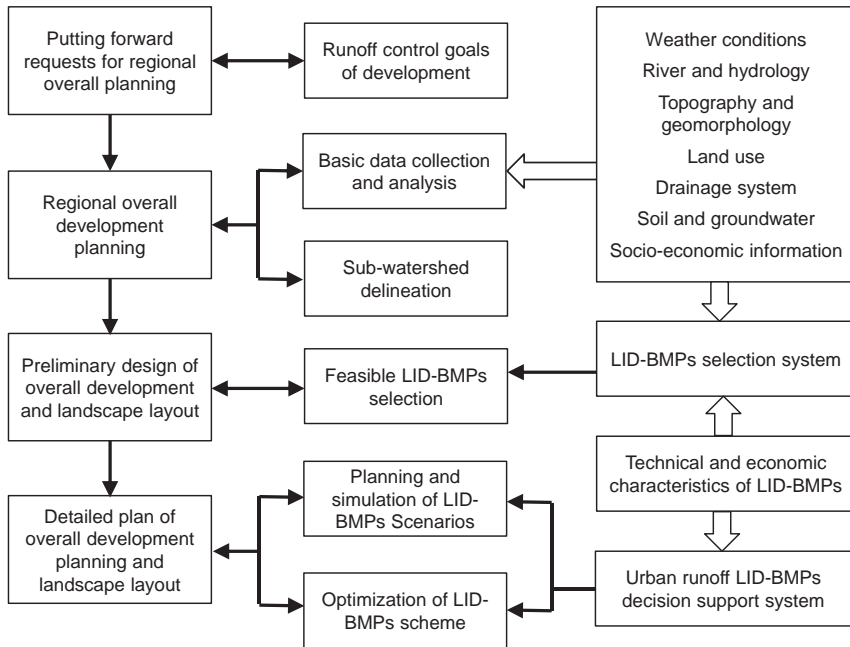 Putting forward
requests for regional
overall planning
Runoff control goals
of development
Weather conditions
River and hydrology
Topography and
geomorphology
Land use
Drainage system
Soil and groundwater
Socio-economic information
Basic data collection
and analysis
Regional overall
development
planning
Sub-watershed
delineation
Preliminary design of
overall development
and landscape layout
Feasible LID-BMPs
selection
LID-BMPs selection system
Technical and economic
characteristics of LID-BMPs
Planning and
simulation of LID-
BMPs Scenarios
Detailed plan of
overall development
planning and
landscape layout
Optimization of LID-
BMPs scheme
Urban runoff LID-BMPs
decision support system